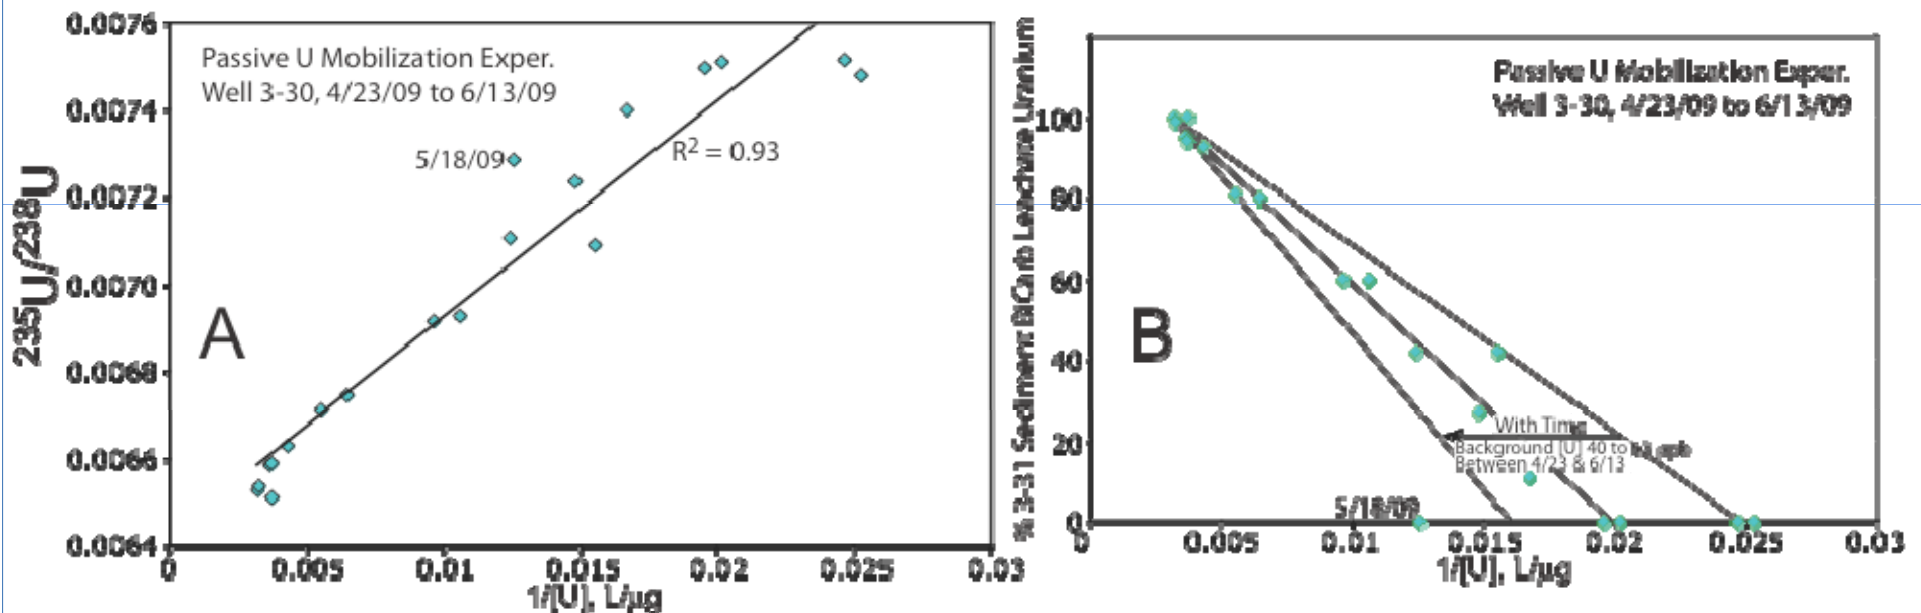 0.0076
0.0074
0.0072
0.0070
0.0068
0.0066
0.0064
235U/238U
Passive U Mobilization Exper.
Well 3-30, 4/23/09 to 6/13/09
5/18/09
R² = 0.93
A
0 0.005 0.01 0.015 0.02 0.025 0.03
1/[U], L/µg
% 3-31 Sediment BiCarb Leachate Uranium
100
80
60
40
20
0
Passive U Mobilization Exper.
Well 3-30, 4/23/09 to 6/13/09
B
With Time
Background [U] 40 to
ppb
Between 4/23 & 6/13
5/18/09
0 0.005 0.01 0.015 0.02 0.025 0.03
1/[U], L/µg